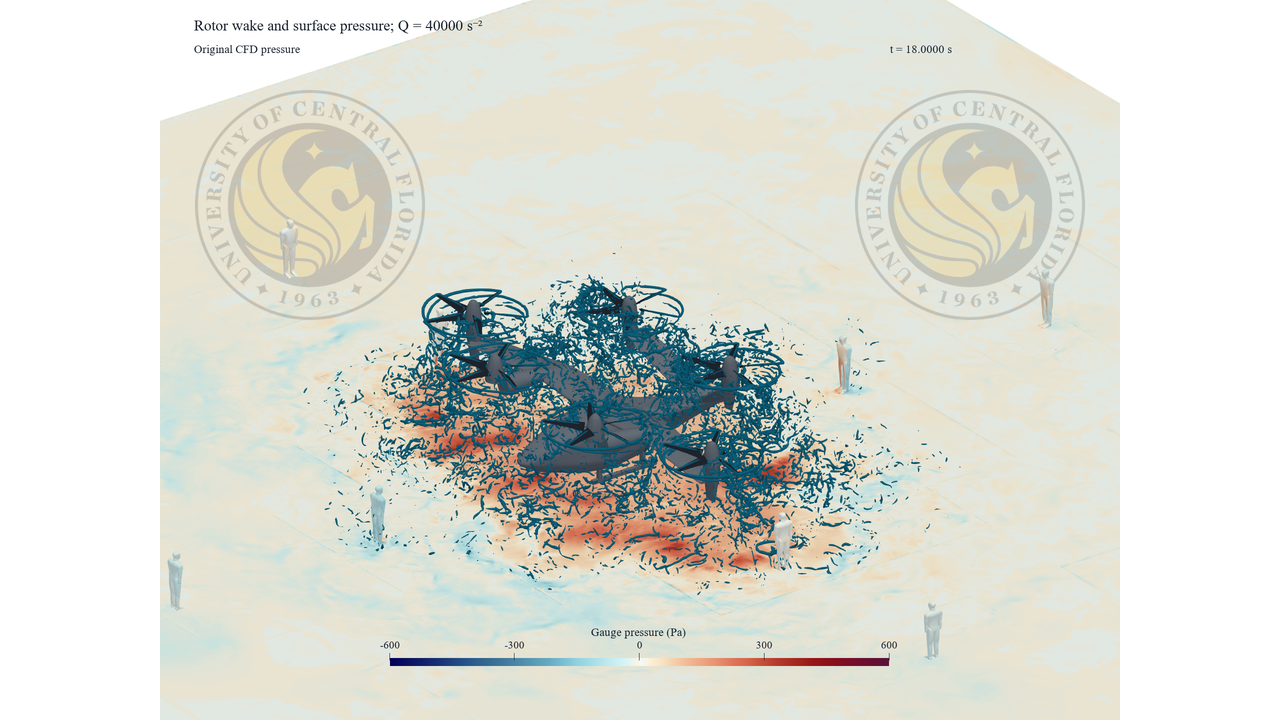 Rotor wake and surface pressure; Q = 40000 s⁻²
Original CFD pressure
t = 18.0000 s
UNIVERSITY OF CENTRAL FLORIDA
1963
UNIVERSITY OF CENTRAL FLORIDA
1963
Gauge pressure (Pa)
-600 -300 0 300 600